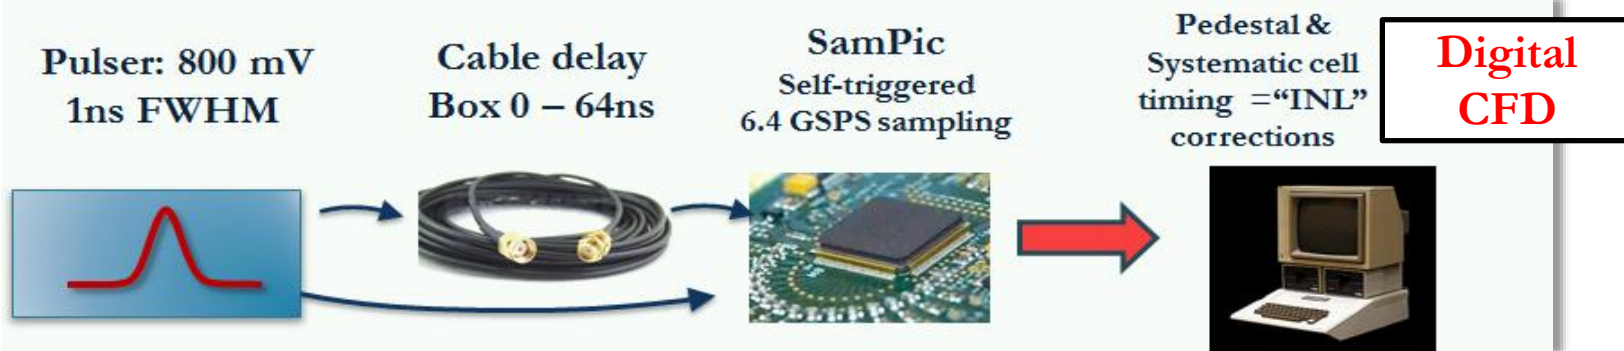 Pulser: 800 mV
1ns FWHM
Cable delay
Box 0 – 64ns
SamPic
Self-triggered
6.4 GSPS sampling
Pedestal &
Systematic cell
timing =“INL”
corrections
Digital
CFD